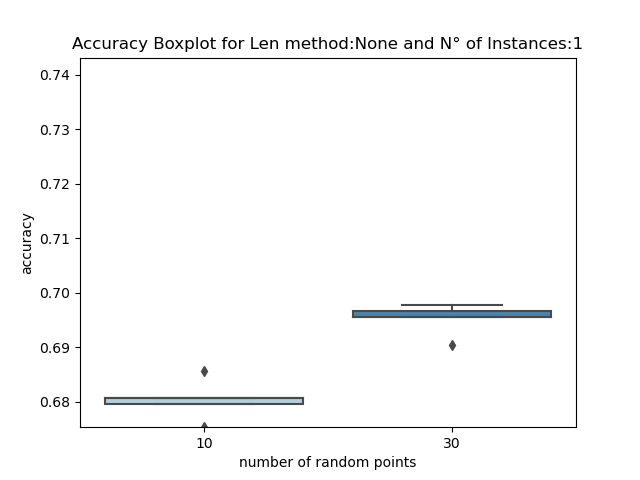 Accuracy Boxplot for Len method:None and N° of Instances:1
0.74
0.73
0.72
0.71
0.70
0.69
0.68
accuracy
10 30
number of random points